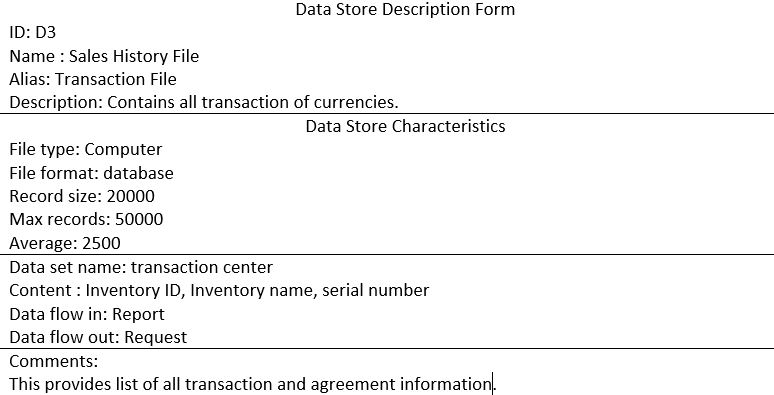 Data Store Description Form
ID: D3
Name : Sales History File
Alias: Transaction File
Description: Contains all transaction of currencies.
Data Store Characteristics
File type: Computer
File format: database
Record size: 20000
Max records: 50000
Average: 2500
Data set name: transaction center
Content : Inventory ID, Inventory name, serial number
Data flow in: Report
Data flow out: Request
Comments:
This provides list of all transaction and agreement information.